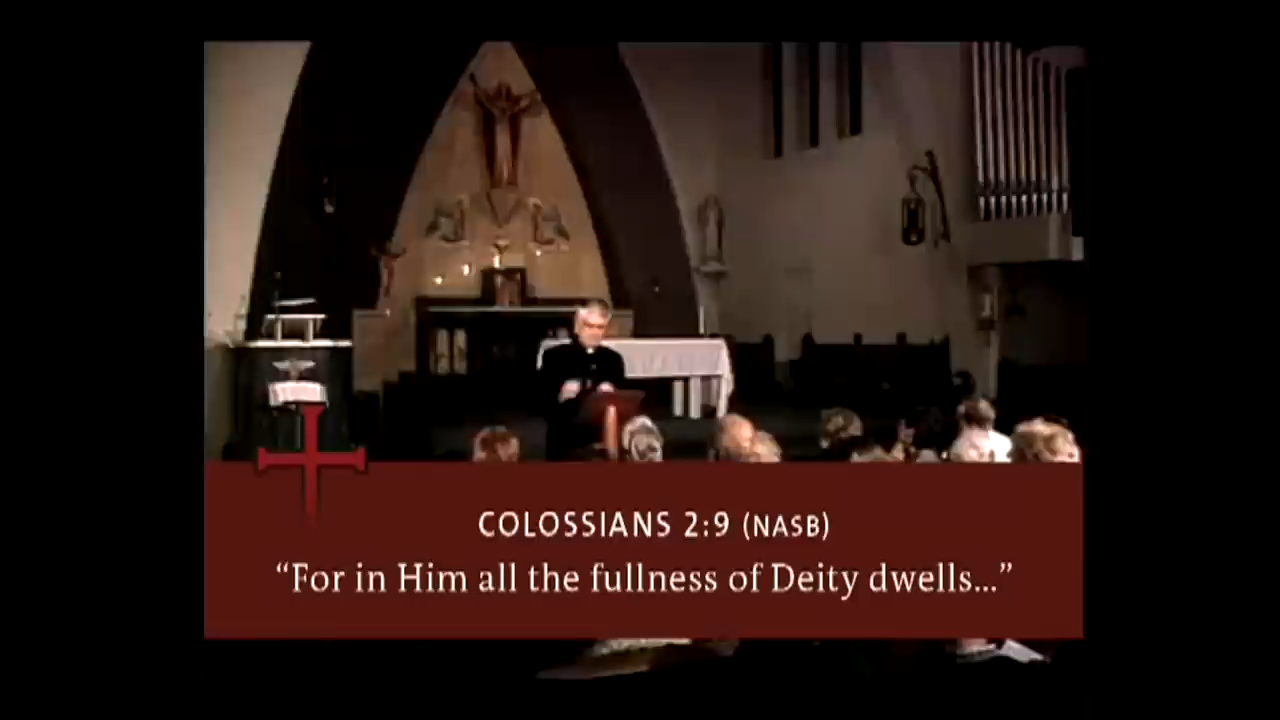 COLOSSIANS 2:9 (NASB)
“For in Him all the fullness of Deity dwells...”